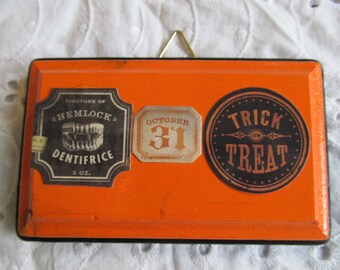 TINCTURE OF
HEMLOCK
DENTIFRICE
2 OZ.
OCTOBER
31
TRICK
OR
TREAT